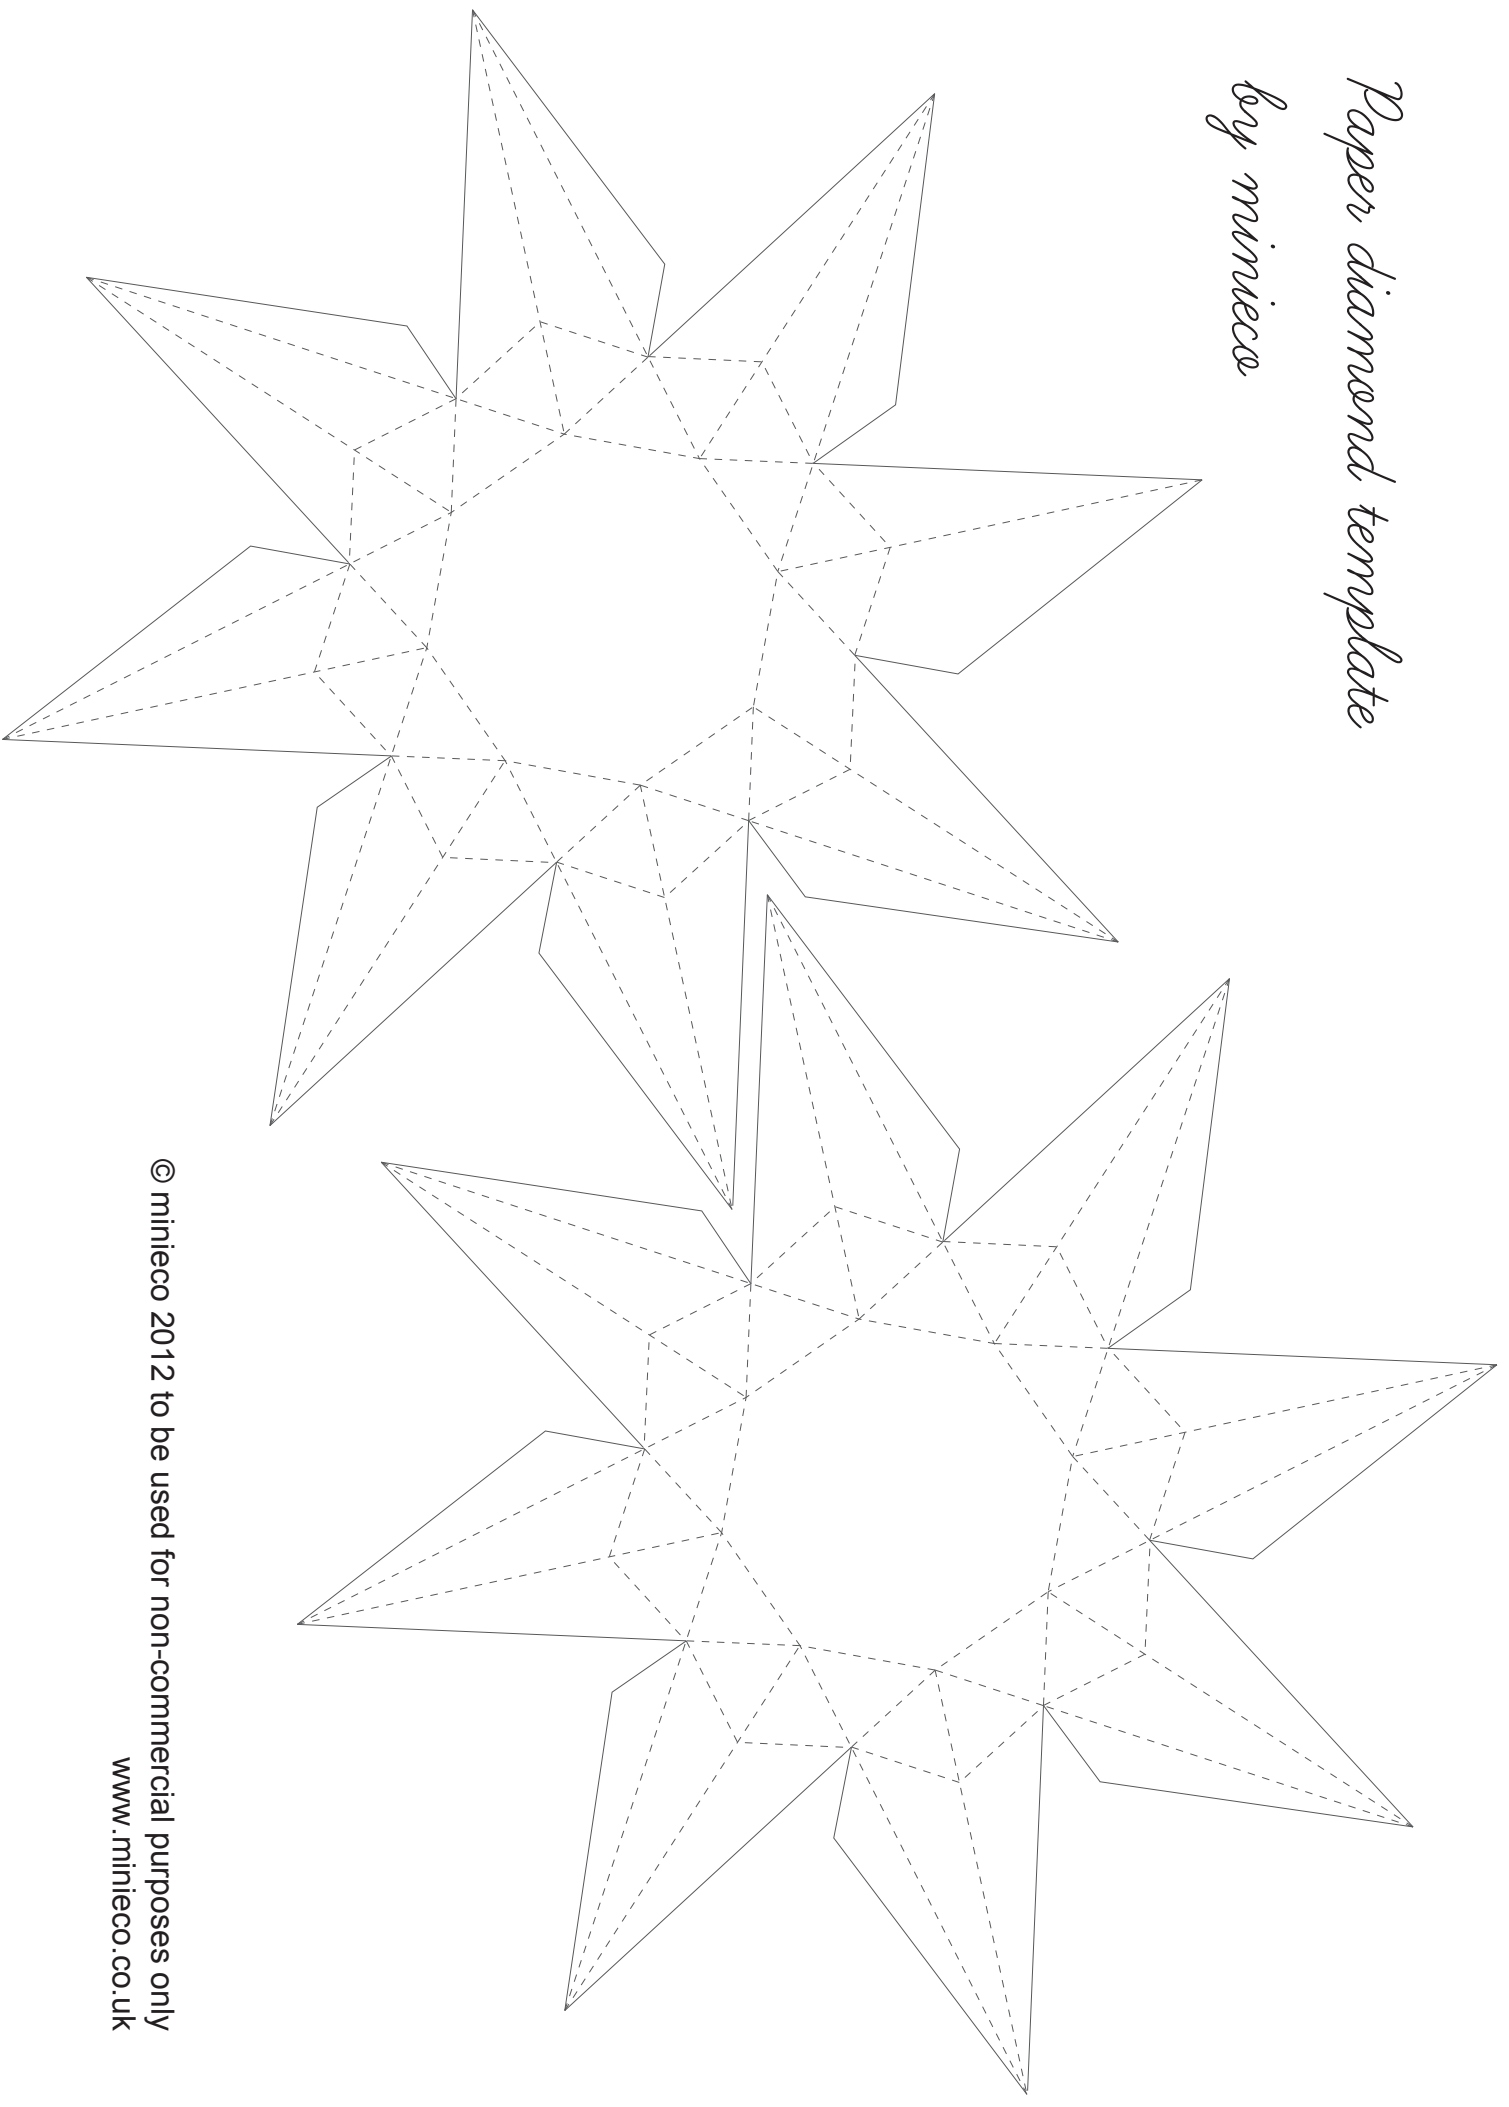 Paper diamond template
by minieco
© minieco 2012 to be used for non-commercial purposes only
www.minieco.co.uk